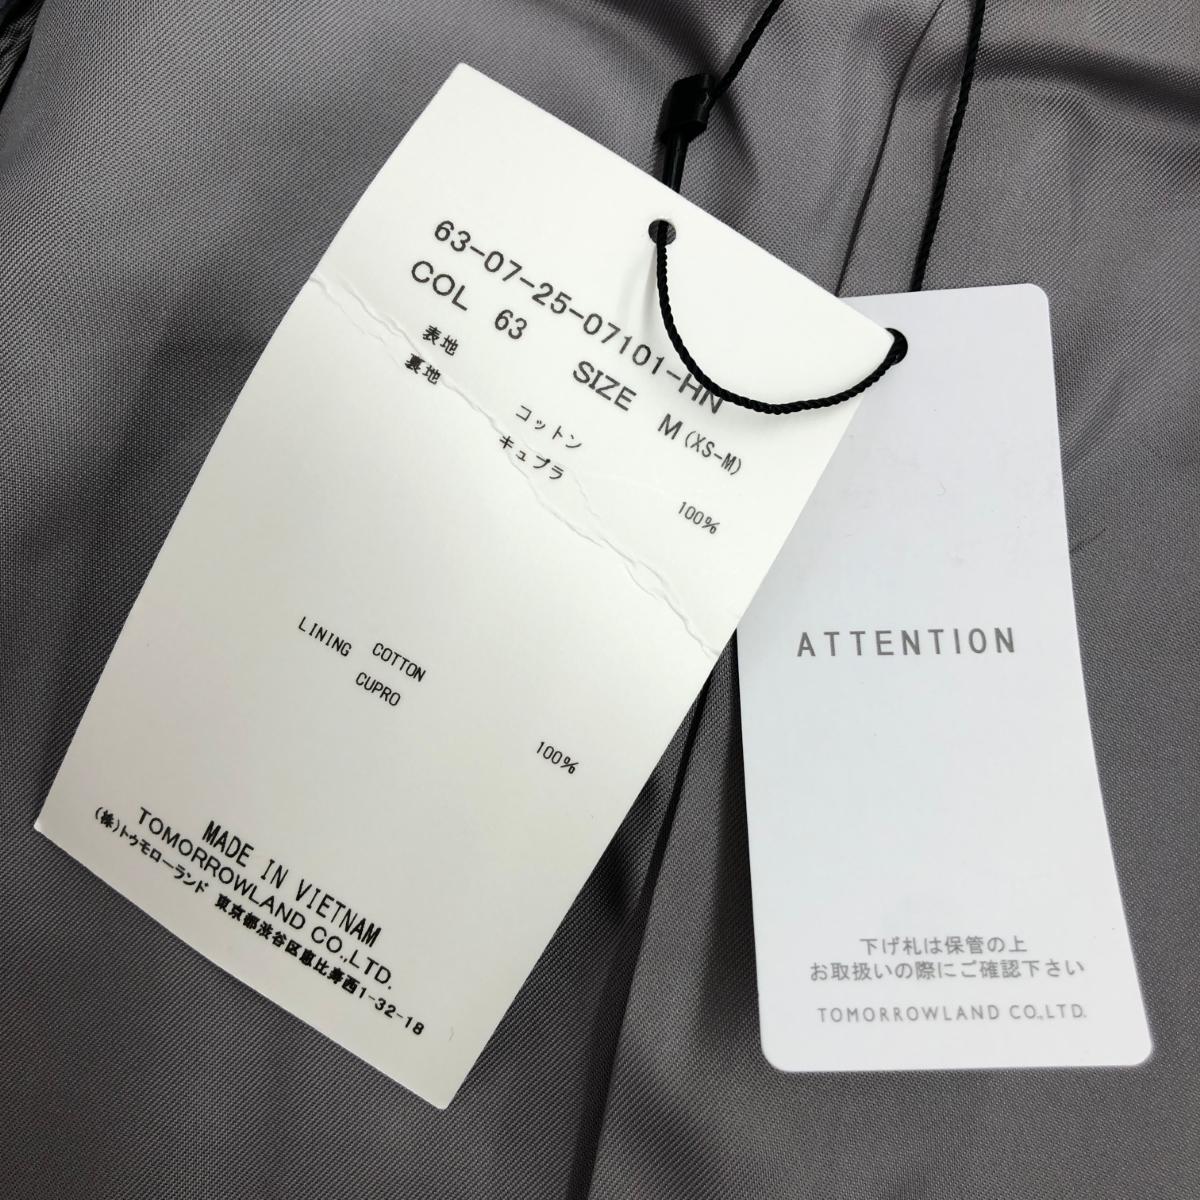 63-07-25-07101-HN
COL 63 SIZE M (XS-M)
表地 コットン 100%
裏地 キュプラ
COTTON 100%
LINING CUPRO
MADE IN VIETNAM
TOMORROWLAND CO.,LTD.
(株)トゥモローランド 東京都渋谷区恵比寿西1-32-18
ATTENTION
下げ札は保管の上
お取扱いの際にご確認下さい
TOMORROWLAND CO.,LTD.